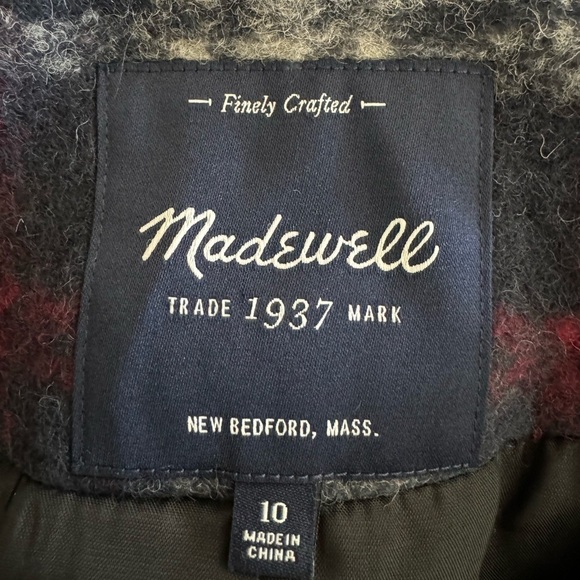 Finely Crafted
Madewell
TRADE 1937 MARK
NEW BEDFORD, MASS.
10
MADE IN
CHINA